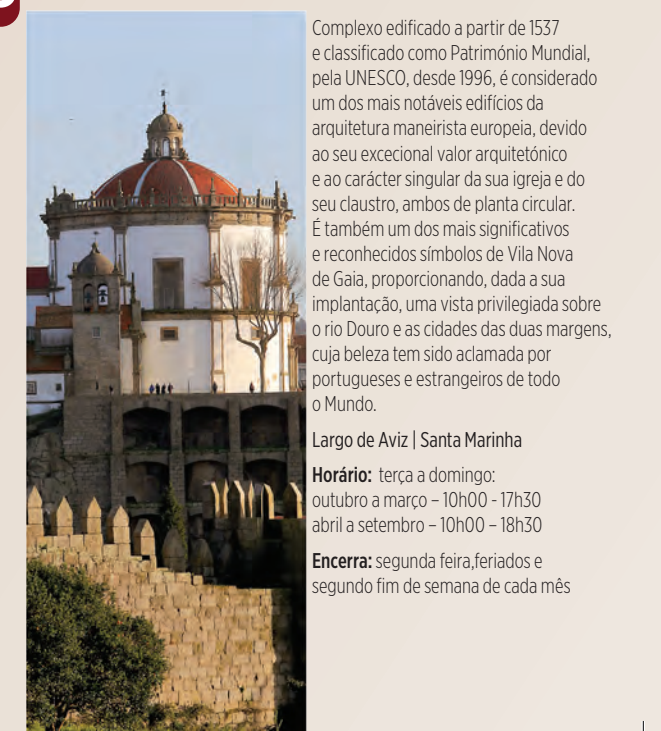 Complexo edificado a partir de 1537
e classificado como Património Mundial,
pela UNESCO, desde 1996, é considerado
um dos mais notáveis edifícios da
arquitetura maneirista europeia, devido
ao seu excecional valor arquitetónico
e ao carácter singular da sua igreja e do
seu claustro, ambos de planta circular.
É também um dos mais significativos
e reconhecidos símbolos de Vila Nova
de Gaia, proporcionando, dada a sua
implantação, uma vista privilegiada sobre
o rio Douro e as cidades das duas margens,
cuja beleza tem sido aclamada por
portugueses e estrangeiros de todo
o Mundo.
Largo de Aviz | Santa Marinha
Horário: terça a domingo:
outubro a março – 10h00 - 17h30
abril a setembro – 10h00 – 18h30
Encerra: segunda feira,feriados e
segundo fim de semana de cada mês